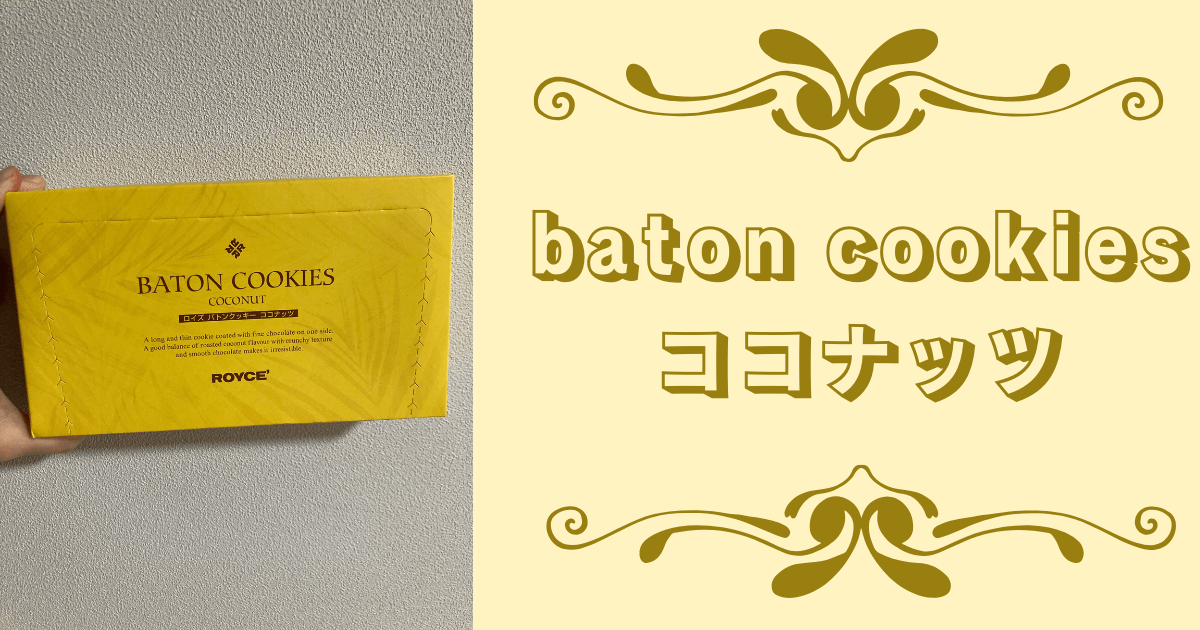 BATON COOKIES
COCONUT
ロイズ バトンクッキー ココナッツ
A long and thin cookie coated with fine chocolate on one side.
A good balance of roasted coconut flavour with crunchy texture
and smooth chocolate makes it irresistible.
ROYCE'
baton cookies
ココナッツ